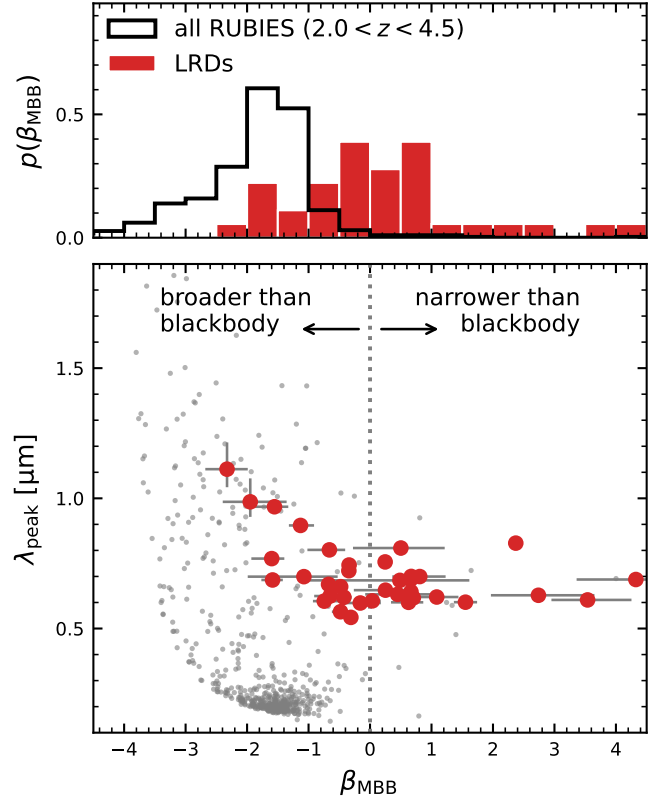 all RUBIES (2.0 < z < 4.5)
LRDs
p(β_MBB)
0.5
0.0
broader than blackbody
narrower than blackbody
λ_peak [μm]
1.5
1.0
0.5
−4 −3 −2 −1 0 1 2 3 4
β_MBB